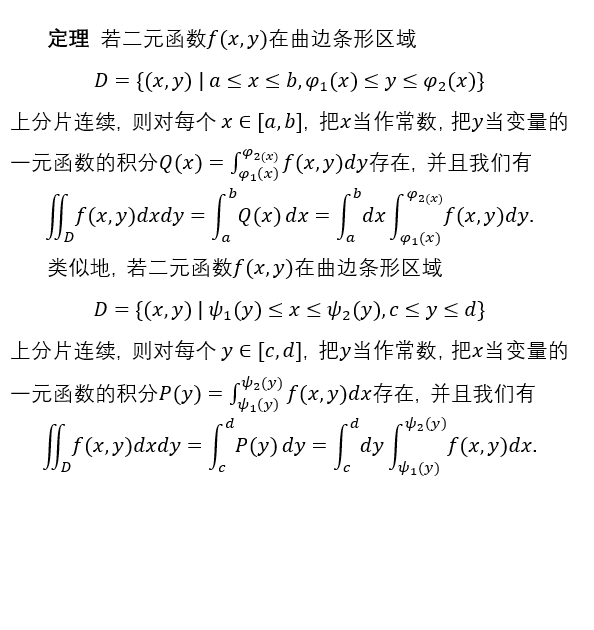 定理 若二元函数f(x,y)在曲边条形区域
D = {(x,y) | a ≤ x ≤ b, φ₁(x) ≤ y ≤ φ₂(x)}
上分片连续, 则对每个 x ∈ [a,b], 把x当作常数, 把y当变量的
一元函数的积分Q(x) = ∫_{φ₁(x)}^{φ₂(x)} f(x,y)dy存在, 并且我们有
∬_D f(x,y)dxdy = ∫_a^b Q(x) dx = ∫_a^b dx ∫_{φ₁(x)}^{φ₂(x)} f(x,y)dy.
类似地, 若二元函数f(x,y)在曲边条形区域
D = {(x,y) | ψ₁(y) ≤ x ≤ ψ₂(y), c ≤ y ≤ d}
上分片连续, 则对每个 y ∈ [c,d], 把y当作常数, 把x当变量的
一元函数的积分P(y) = ∫_{ψ₁(y)}^{ψ₂(y)} f(x,y)dx存在, 并且我们有
∬_D f(x,y)dxdy = ∫_c^d P(y) dy = ∫_c^d dy ∫_{ψ₁(y)}^{ψ₂(y)} f(x,y)dx.